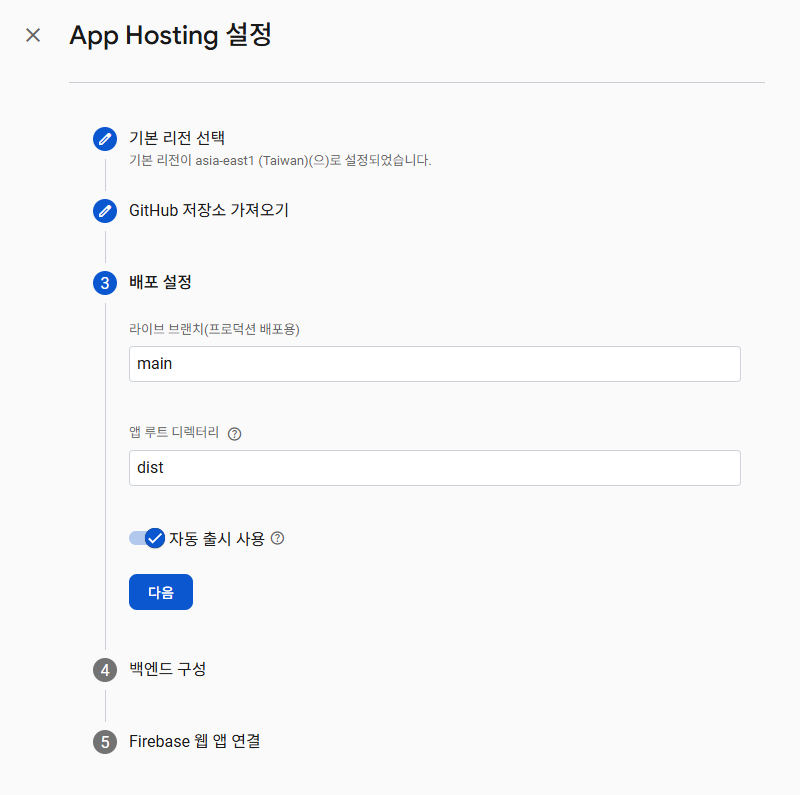 App Hosting 설정
기본 리전 선택
기본 리전이 asia-east1 (Taiwan)(으)로 설정되었습니다.
GitHub 저장소 가져오기
3 배포 설정
라이브 브랜치(프로덕션 배포용)
main
앱 루트 디렉터리 ?
dist
자동 출시 사용 ?
다음
4 백엔드 구성
5 Firebase 웹 앱 연결